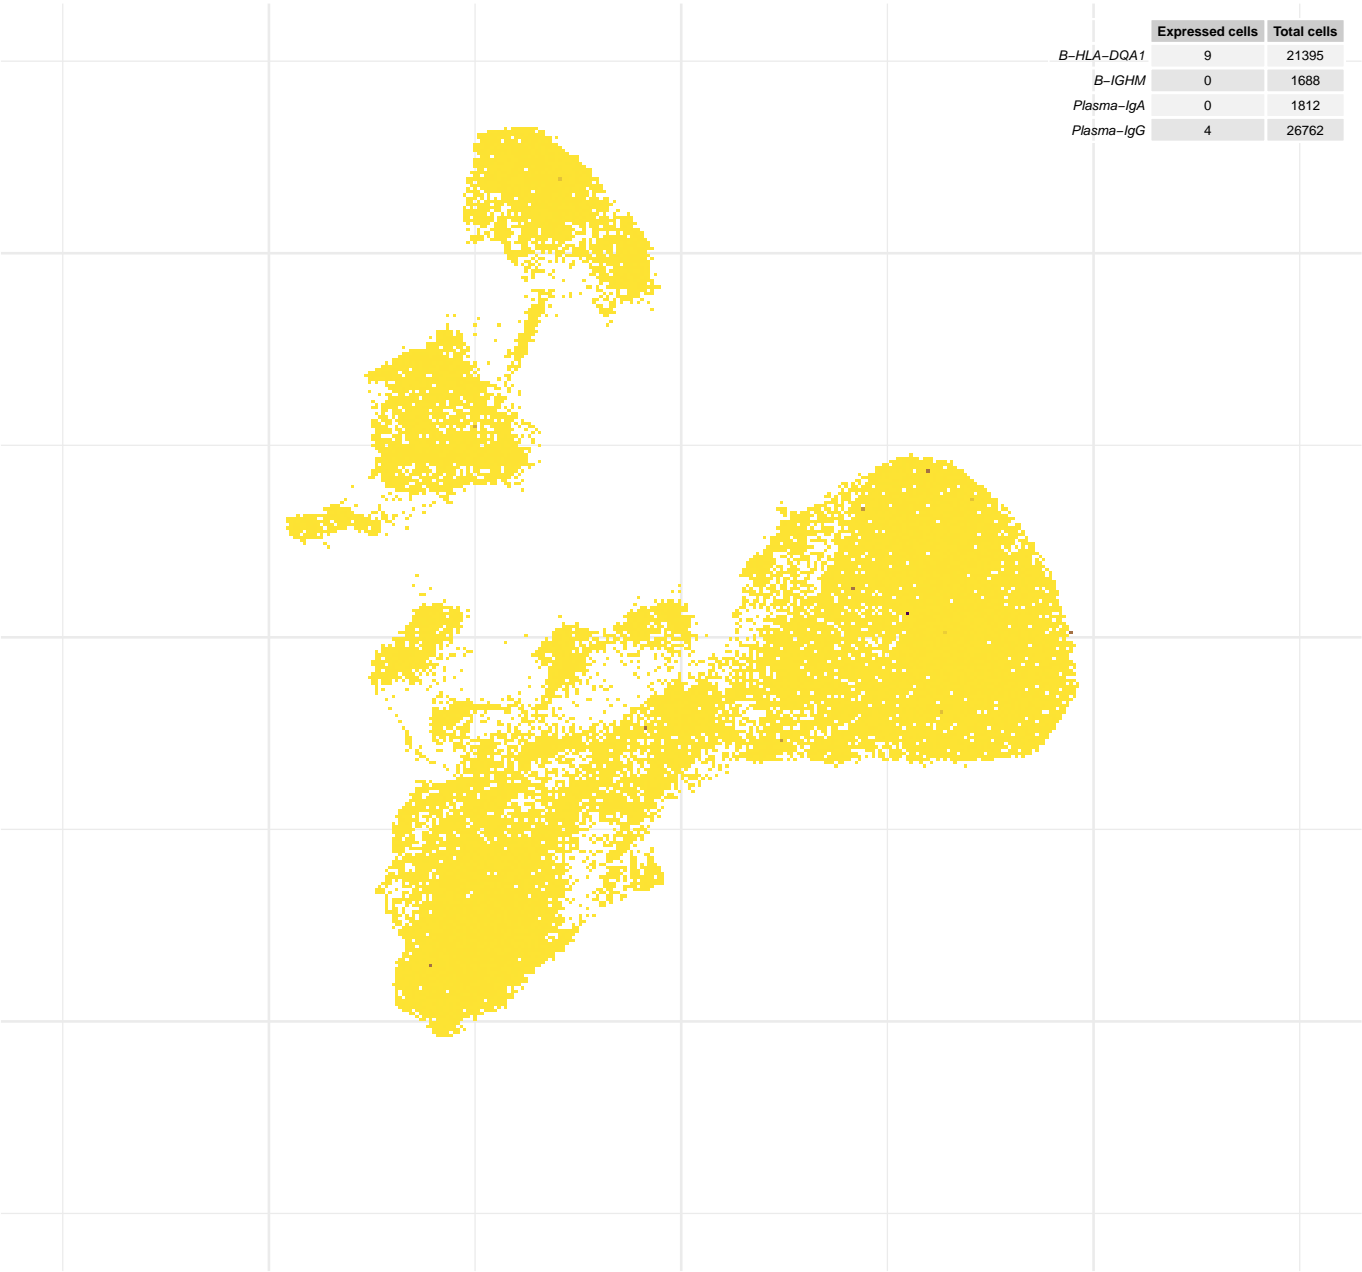 Expressed cells Total cells
B−HLA−DQA1 9 21395
B−IGHM 0 1688
Plasma−IgA 0 1812
Plasma−IgG 4 26762